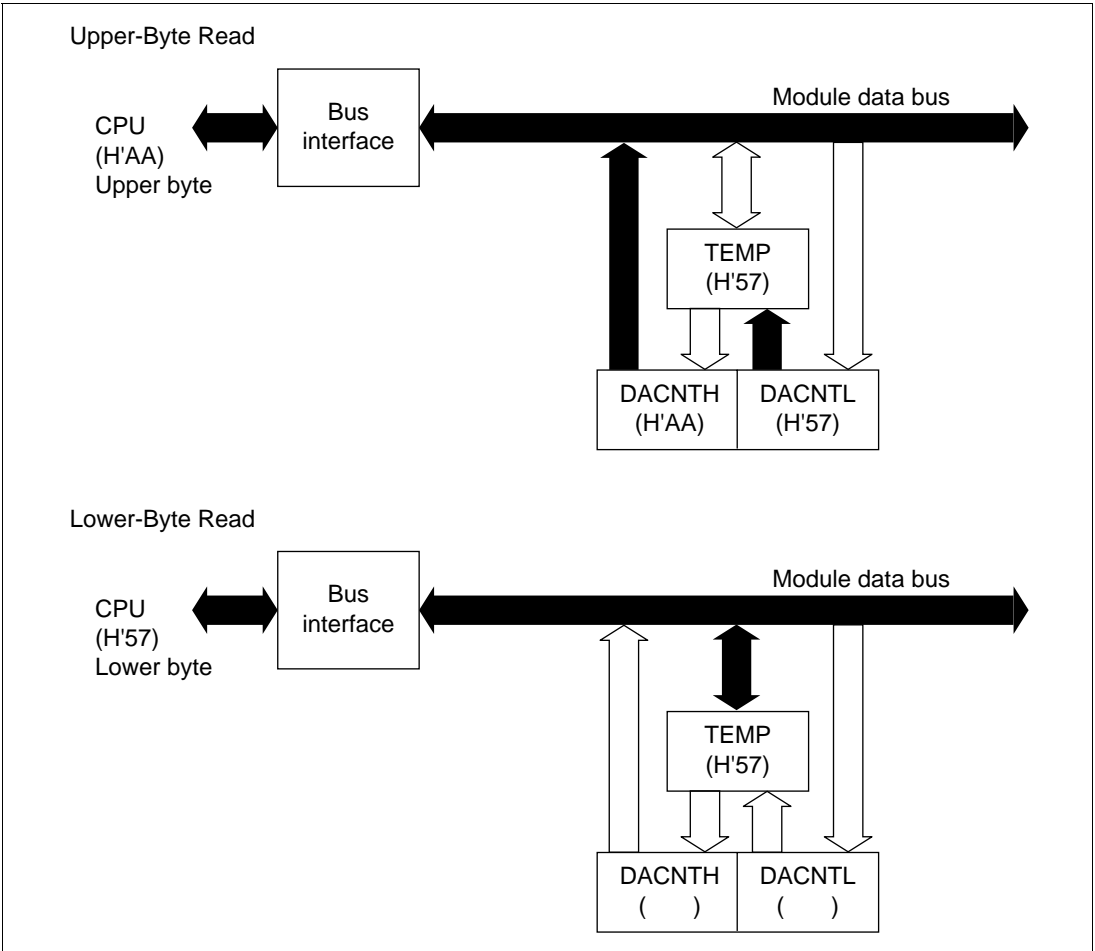 Upper-Byte Read
CPU
(H'AA)
Upper byte
Bus
interface
Module data bus
TEMP
(H'57)
DACNTH
(H'AA)
DACNTL
(H'57)
Lower-Byte Read
CPU
(H'57)
Lower byte
Bus
interface
Module data bus
TEMP
(H'57)
DACNTH
(     )
DACNTL
(     )